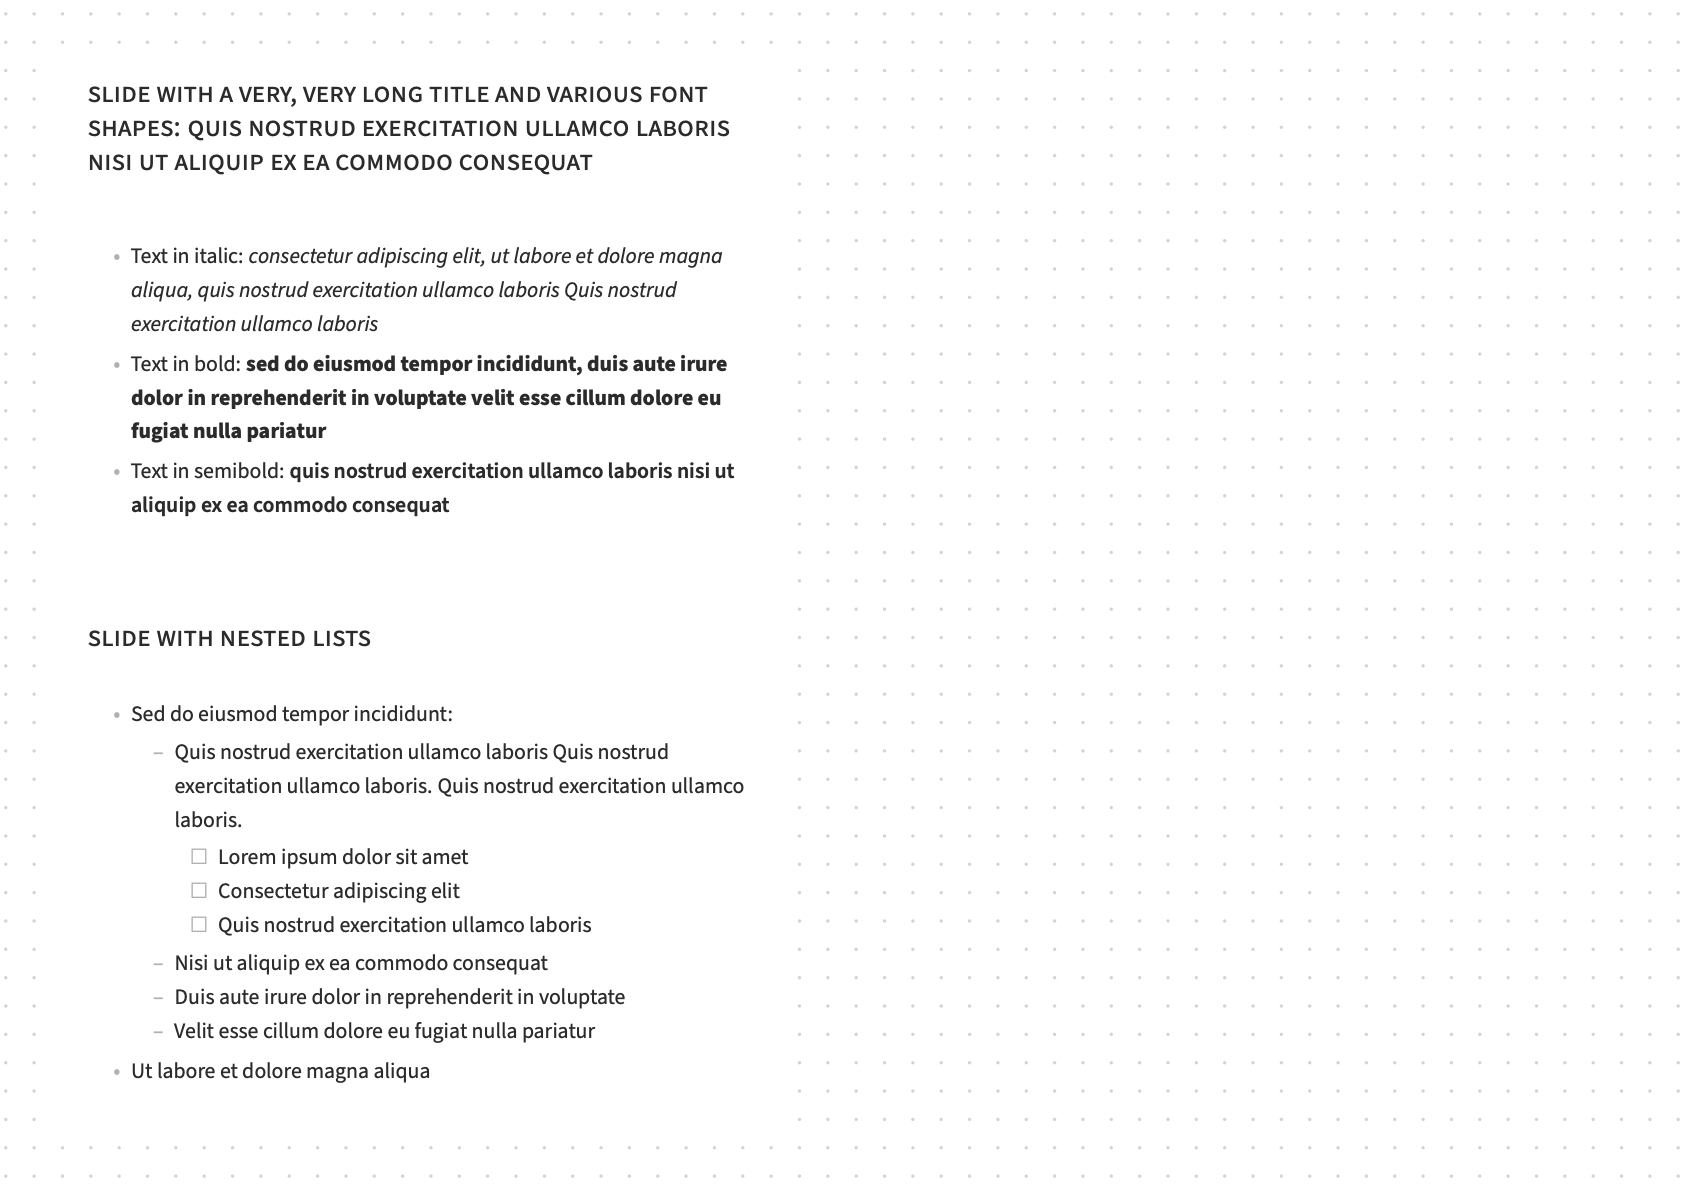 SLIDE WITH A VERY, VERY LONG TITLE AND VARIOUS FONT
SHAPES: QUIS NOSTRUD EXERCITATION ULLAMCO LABORIS
NISI UT ALIQUIP EX EA COMMODO CONSEQUAT
• Text in italic: consectetur adipiscing elit, ut labore et dolore magna
aliqua, quis nostrud exercitation ullamco laboris Quis nostrud
exercitation ullamco laboris
• Text in bold: sed do eiusmod tempor incididunt, duis aute irure
dolor in reprehenderit in voluptate velit esse cillum dolore eu
fugiat nulla pariatur
• Text in semibold: quis nostrud exercitation ullamco laboris nisi ut
aliquip ex ea commodo consequat
SLIDE WITH NESTED LISTS
• Sed do eiusmod tempor incididunt:
– Quis nostrud exercitation ullamco laboris Quis nostrud
exercitation ullamco laboris. Quis nostrud exercitation ullamco
laboris.
☐ Lorem ipsum dolor sit amet
☐ Consectetur adipiscing elit
☐ Quis nostrud exercitation ullamco laboris
– Nisi ut aliquip ex ea commodo consequat
– Duis aute irure dolor in reprehenderit in voluptate
– Velit esse cillum dolore eu fugiat nulla pariatur
• Ut labore et dolore magna aliqua